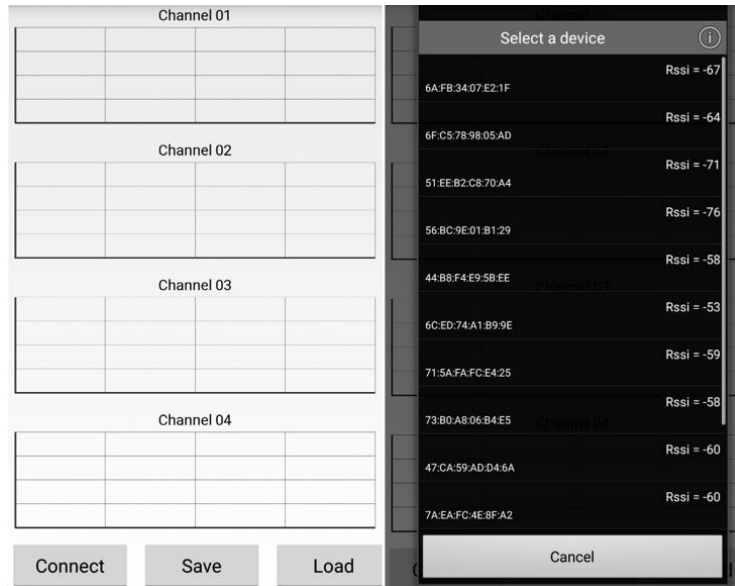 Channel 01
Channel 02
Channel 03
Channel 04
Connect Save Load
Select a device
Rssi = -67
6A:FB:34:07:E2:1F
Rssi = -64
6F:C5:78:98:05:AD
Rssi = -71
51:EE:B2:C8:70:A4
Rssi = -76
56:BC:9E:01:B1:29
Rssi = -58
44:B8:F4:E9:5B:EE
Rssi = -53
6C:ED:74:A1:B9:9E
Rssi = -59
71:5A:FA:FC:E4:25
Rssi = -58
73:B0:A8:06:B4:E5
Rssi = -60
47:CA:59:AD:D4:6A
Rssi = -60
7A:EA:FC:4E:8F:A2
Cancel